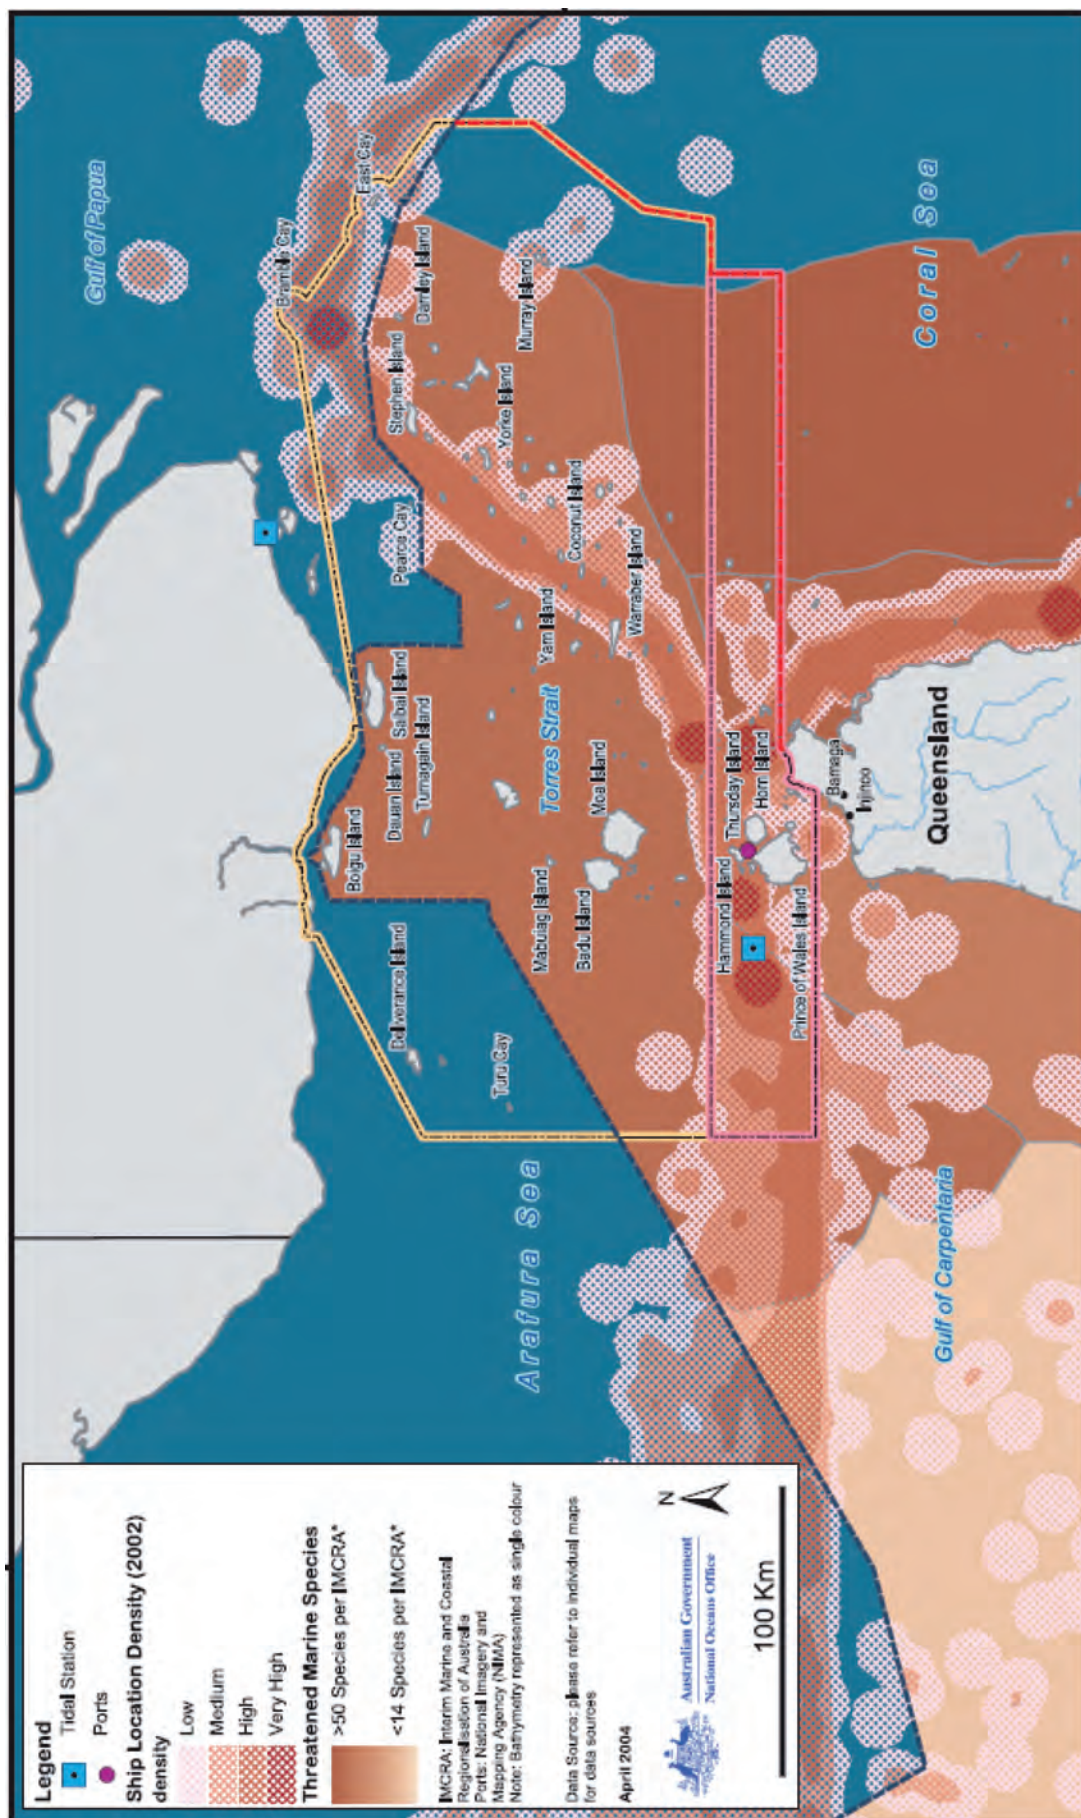 Legend
Tidal Station
Ports
Ship Location Density (2002)
density
Low
Medium
High
Very High
Threatened Marine Species
>50 Species per IMCRA*
<14 Species per IMCRA*
IMCRA: Interim Marine and Coastal
Regionalisation of Australia
Ports: National Imagery and
Mapping Agency (NIMA)
Note: Bathymetry represented as single colour
Data Source: please refer to individual maps
for data sources
April 2004
N
Australian Government
National Oceans Office
100 Km
Gulf of Papua
Bramble Cay
East Cay
Stephen Island
Darnley Island
Pearce Cay
Murray Island
Yorke Island
Coconut Island
Yam Island
Warraber Island
Saibai Island
Dauan Island
Turnagain Island
Boigu Island
Deliverance Island
Turu Cay
Torres Strait
Moa Island
Mabuiag Island
Badu Island
Arafura Sea
Thursday Island
Horn Island
Hammond Island
Prince of Wales Island
Bamaga
Injinoo
Queensland
Coral Sea
Gulf of Carpentaria